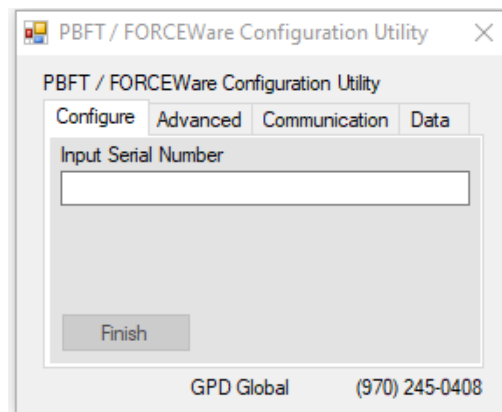 PBFT / FORCEWare Configuration Utility
PBFT / FORCEWare Configuration Utility
Configure Advanced Communication Data
Input Serial Number
Finish
GPD Global (970) 245-0408